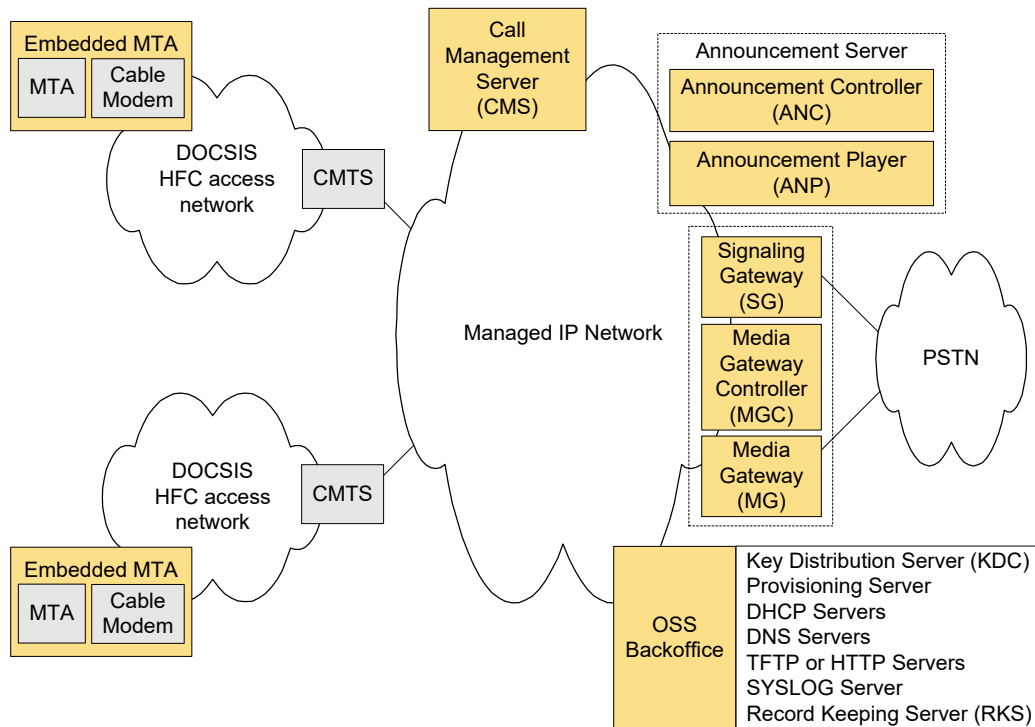 Embedded MTA
MTA
Cable
Modem
DOCSIS
HFC access
network
CMTS
Call
Management
Server
(CMS)
Announcement Server
Announcement Controller
(ANC)
Announcement Player
(ANP)
Signaling
Gateway
(SG)
Media
Gateway
Controller
(MGC)
Media
Gateway
(MG)
Managed IP Network
PSTN
DOCSIS
HFC access
network
CMTS
Embedded MTA
MTA
Cable
Modem
OSS
Backoffice
Key Distribution Server (KDC)
Provisioning Server
DHCP Servers
DNS Servers
TFTP or HTTP Servers
SYSLOG Server
Record Keeping Server (RKS)